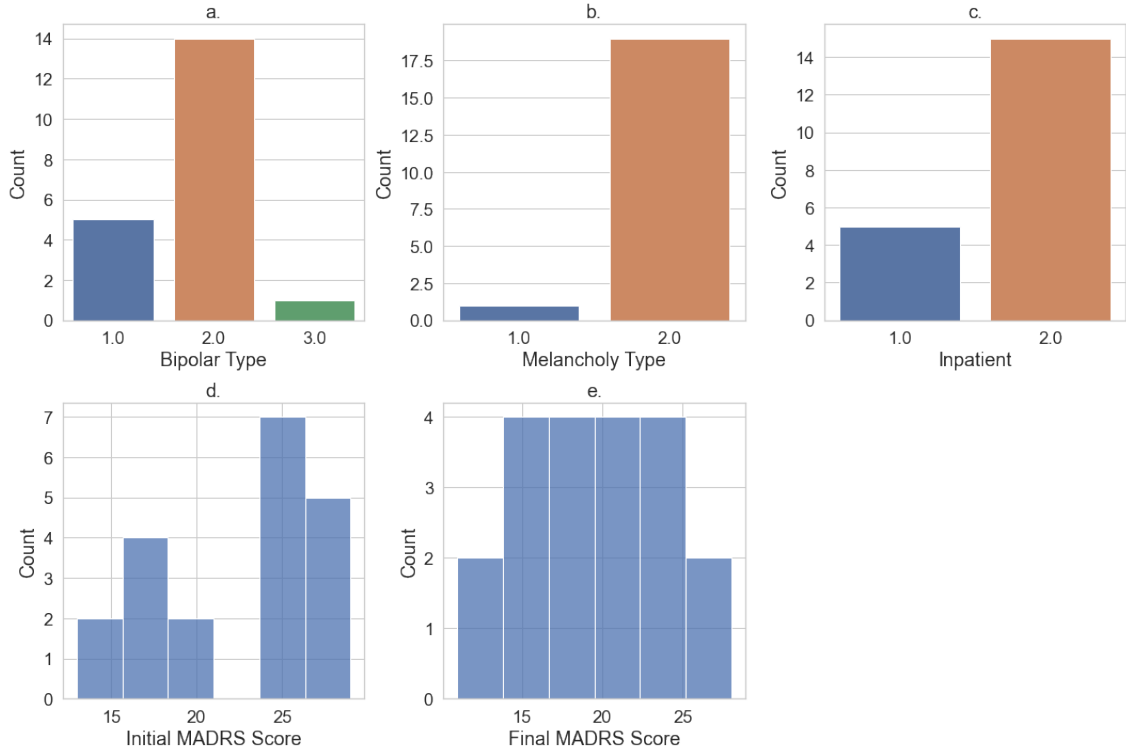 a.
14
12
10
8
6
4
2
0
Count
1.0 2.0 3.0
Bipolar Type
b.
17.5
15.0
12.5
10.0
7.5
5.0
2.5
0.0
Count
1.0 2.0
Melancholy Type
c.
14
12
10
8
6
4
2
0
Count
1.0 2.0
Inpatient
d.
7
6
5
4
3
2
1
0
Count
15 20 25
Initial MADRS Score
e.
4
3
2
1
0
Count
15 20 25
Final MADRS Score